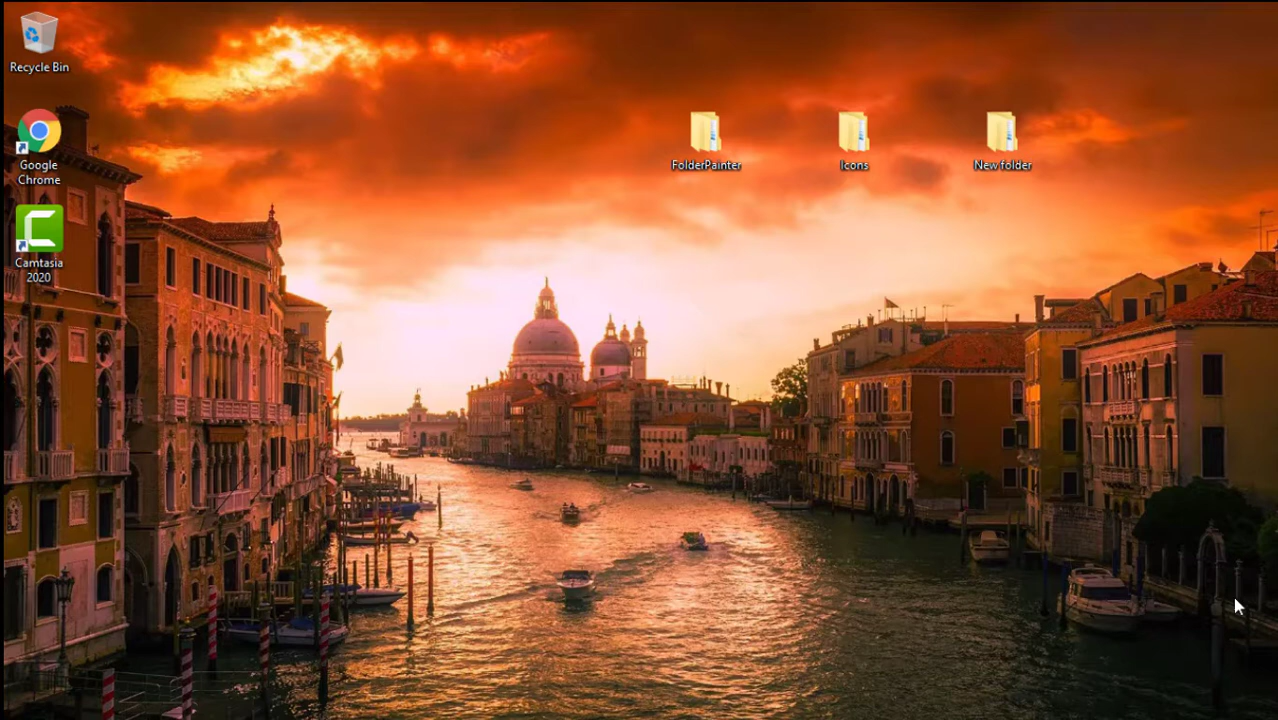 Recycle Bin
Google
Chrome
Camtasia
2020
FolderPainter
Icons
New folder